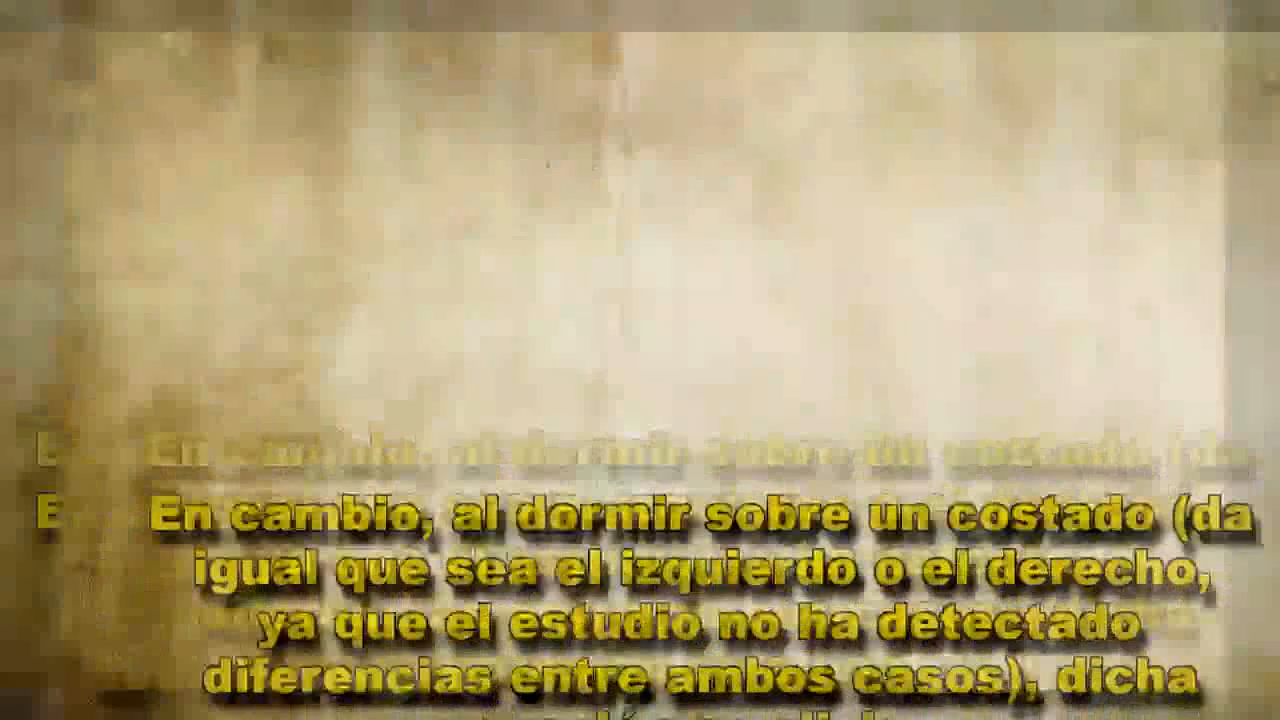 En cambio, al dormir sobre un costado (da
igual que sea el izquierdo o el derecho,
ya que el estudio no ha detectado
diferencias entre ambos casos), dicha